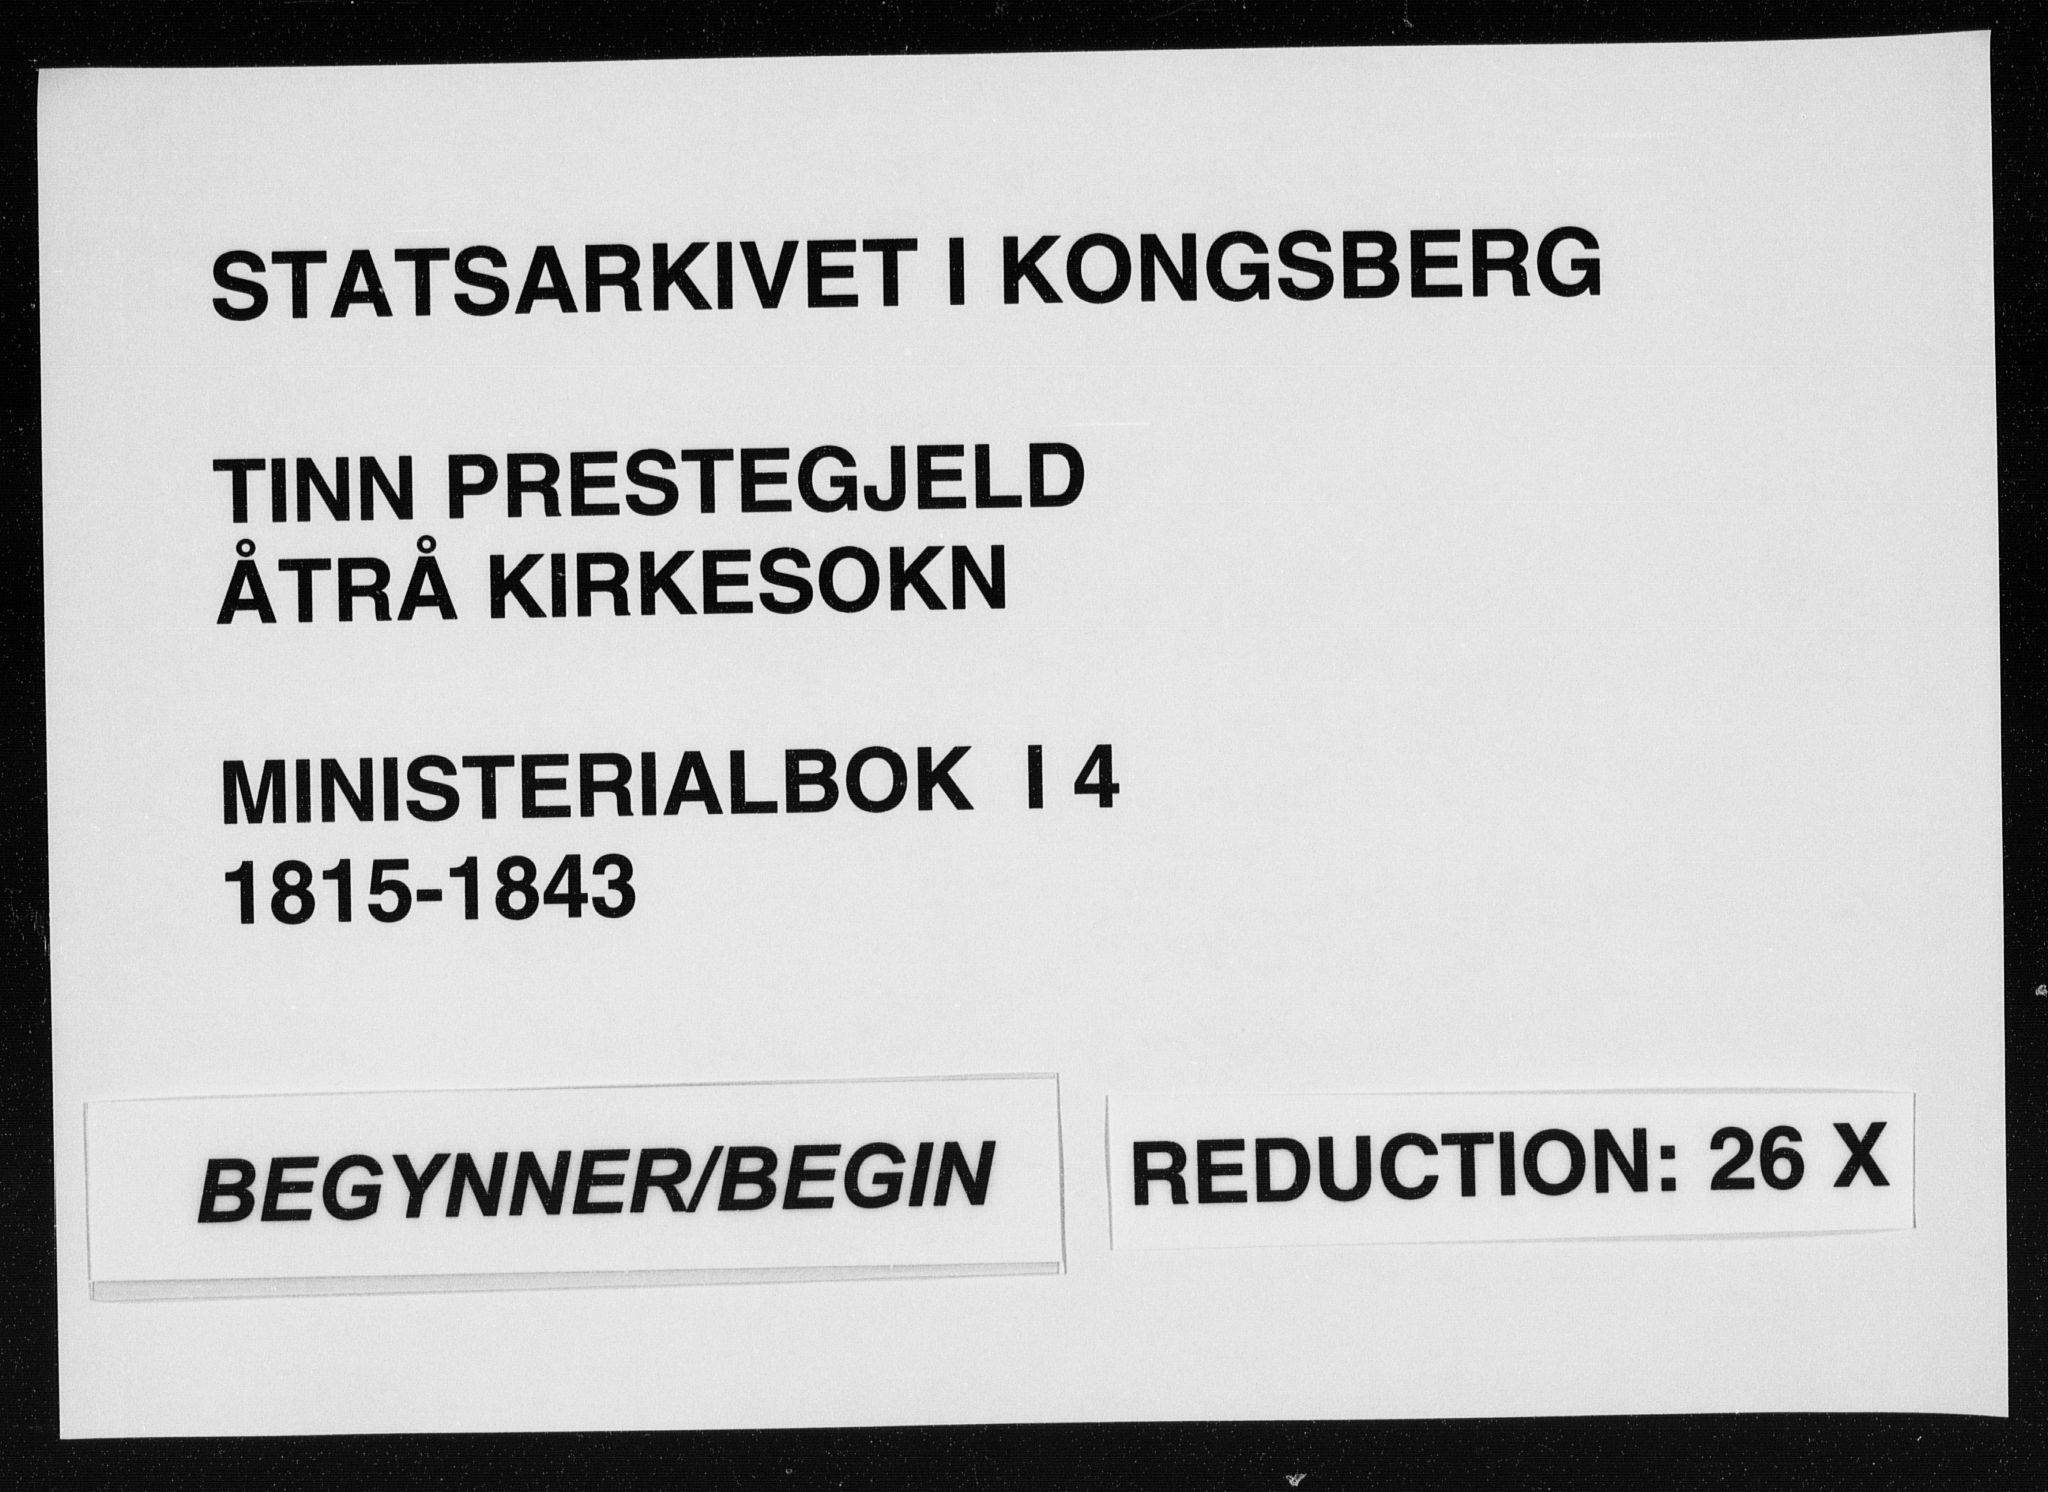 STATSARKIVET I KONGSBERG
TINN PRESTEGJELD
ÅTRÅ KIRKESOKN
MINISTERIALBOK I 4
1815-1843
BEGYNNER/BEGIN
REDUCTION: 26 X